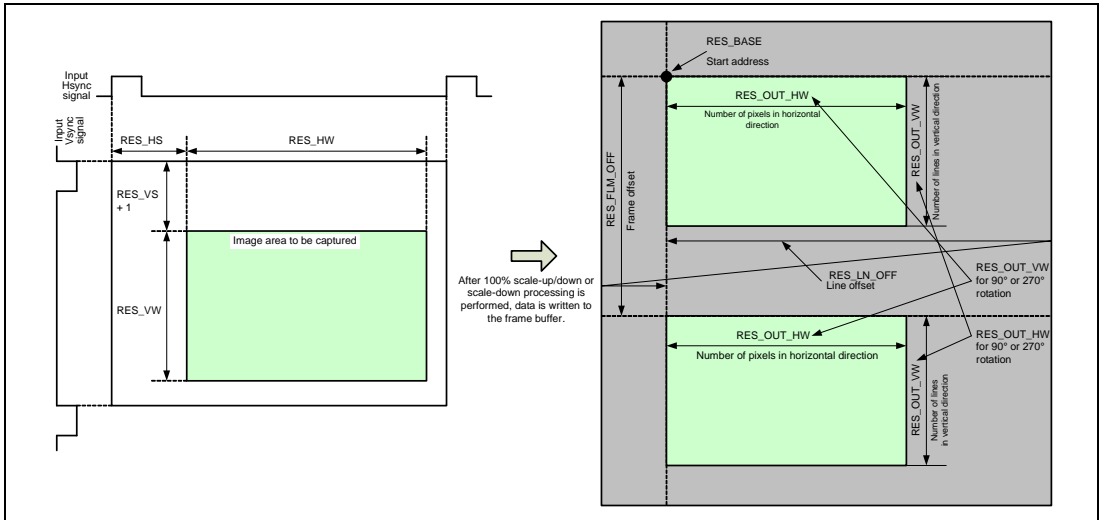 Input
Hsync
signal
Input
Vsync
signal
RES_HS
RES_HW
RES_VS
+ 1
RES_VW
Image area to be captured
After 100% scale-up/down or
scale-down processing is
performed, data is written to
the frame buffer.
RES_BASE
Start address
RES_OUT_HW
Number of pixels in horizontal
direction
RES_OUT_VW
Number of lines in vertical direction
RES_FLM_OFF
Frame offset
RES_LN_OFF
Line offset
RES_OUT_VW
for 90° or 270°
rotation
RES_OUT_HW
Number of pixels in horizontal direction
RES_OUT_VW
Number of lines
in vertical direction
RES_OUT_HW
for 90° or 270°
rotation